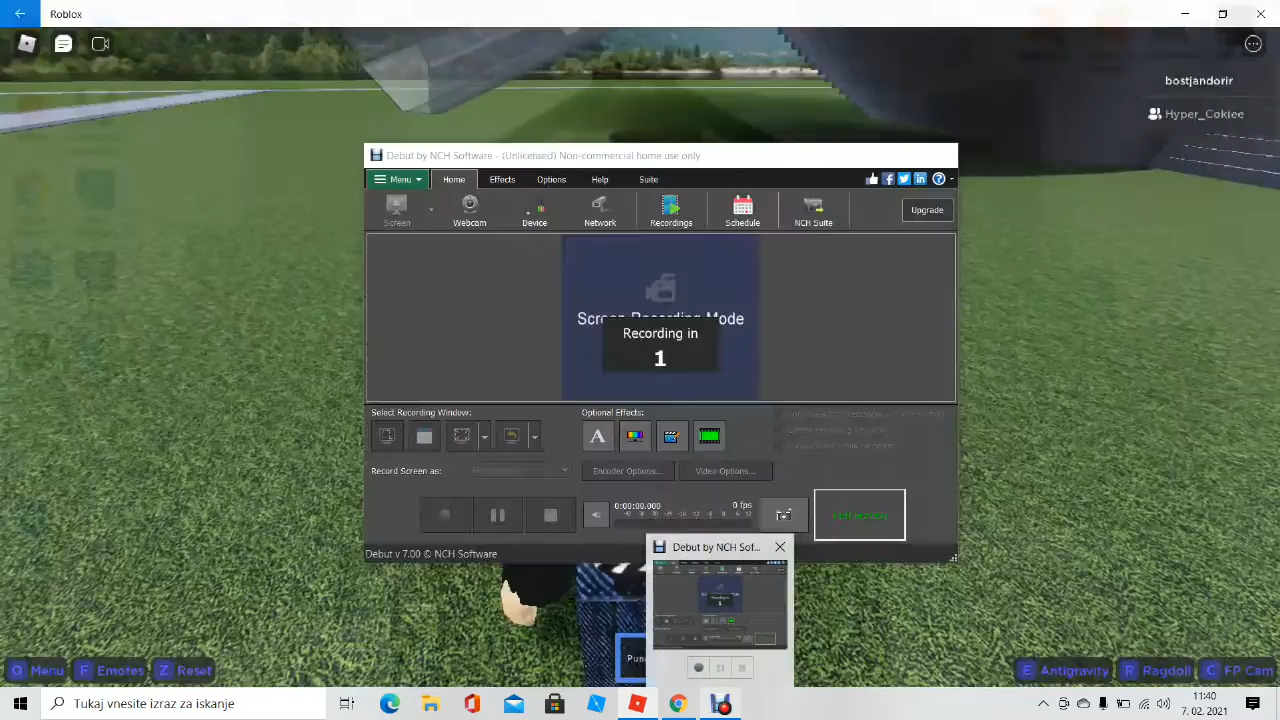 Roblox
bostjandorir
Hyper_Cokiee
Debut by NCH Software - (Unlicensed) Non-commercial home use only
Menu Home Effects Options Help Suite
Screen Webcam Device Network Recordings Schedule NCH Suite Upgrade
Screen Recording Mode
Recording in
1
Select Recording Window: Optional Effects:
A
Record Screen as: Encoder Options... Video Options...
0:00:00.000 0 fps
Debut v 7.00 © NCH Software
Debut by NCH Sof...
Q Menu F Emotes Z Reset
E Antigravity R Ragdoll C FP Cam
Tukaj vnesite izraz za iskanje
11:40
7. 02. 2021